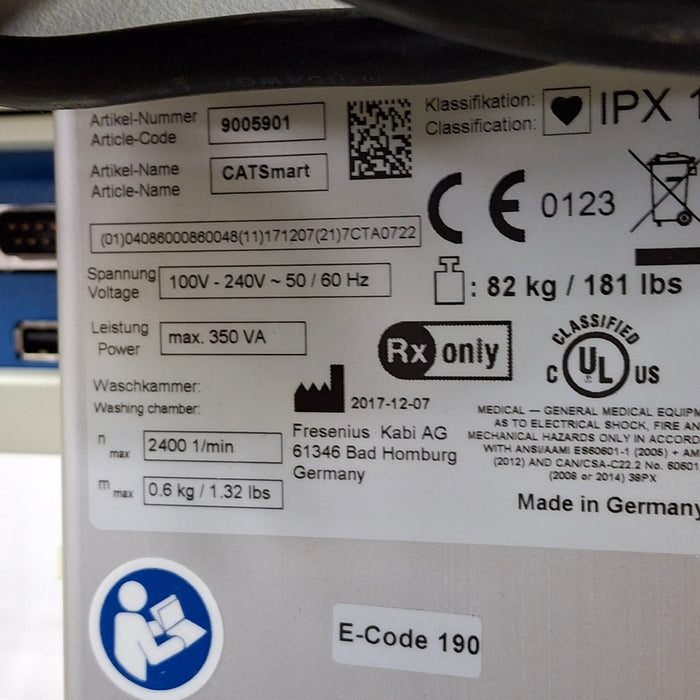 Artikel-Nummer
Article-Code
9005901
Klassifikation:
Classification:
IPX 1
Artikel-Name
Article-Name
CATSmart
CE 0123
(01)04086000860048(11)171207(21)7CTA0722
Spannung
Voltage
100V - 240V ~ 50 / 60 Hz
: 82 kg / 181 lbs
Leistung
Power
max. 350 VA
Rx only
CLASSIFIED
C UL US
Waschkammer:
Washing chamber:
2017-12-07
Fresenius Kabi AG
61346 Bad Homburg
Germany
n max
2400 1/min
m max
0.6 kg / 1.32 lbs
MEDICAL — GENERAL MEDICAL EQUIPM
AS TO ELECTRICAL SHOCK, FIRE AN
MECHANICAL HAZARDS ONLY IN ACCORD
WITH ANSI/AAMI ES60601-1 (2005) + AM
(2012) AND CAN/CSA-C22.2 No. 60601
(2008 or 2014) 38PX
Made in Germany
E-Code 190